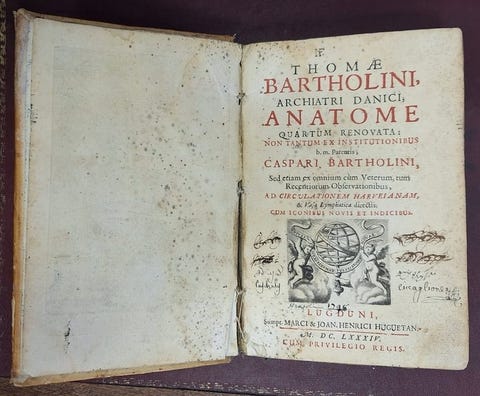 THOMÆ
BARTHOLINI,
ARCHIATRI DANICI,
ANATOME
QUARTUM RENOVATA:
NON TANTUM EX INSTITUTIONIBUS
b. m. Parentis,
CASPARI BARTHOLINI,
Sed etiam ex omnium cùm Veterum, tum
Recentiorum Observationibus,
AD CIRCULATIONEM HARVEIANAM,
& Vasa Lymphatica directis.
CUM ICONIBUS NOVIS ET INDICIBUS.
LUGDUNI,
Sumpt. MARCI & JOAN. HENRICI HUGUETAN.
M. DC. LXXXIV.
CUM PRIVILEGIO REGIS.